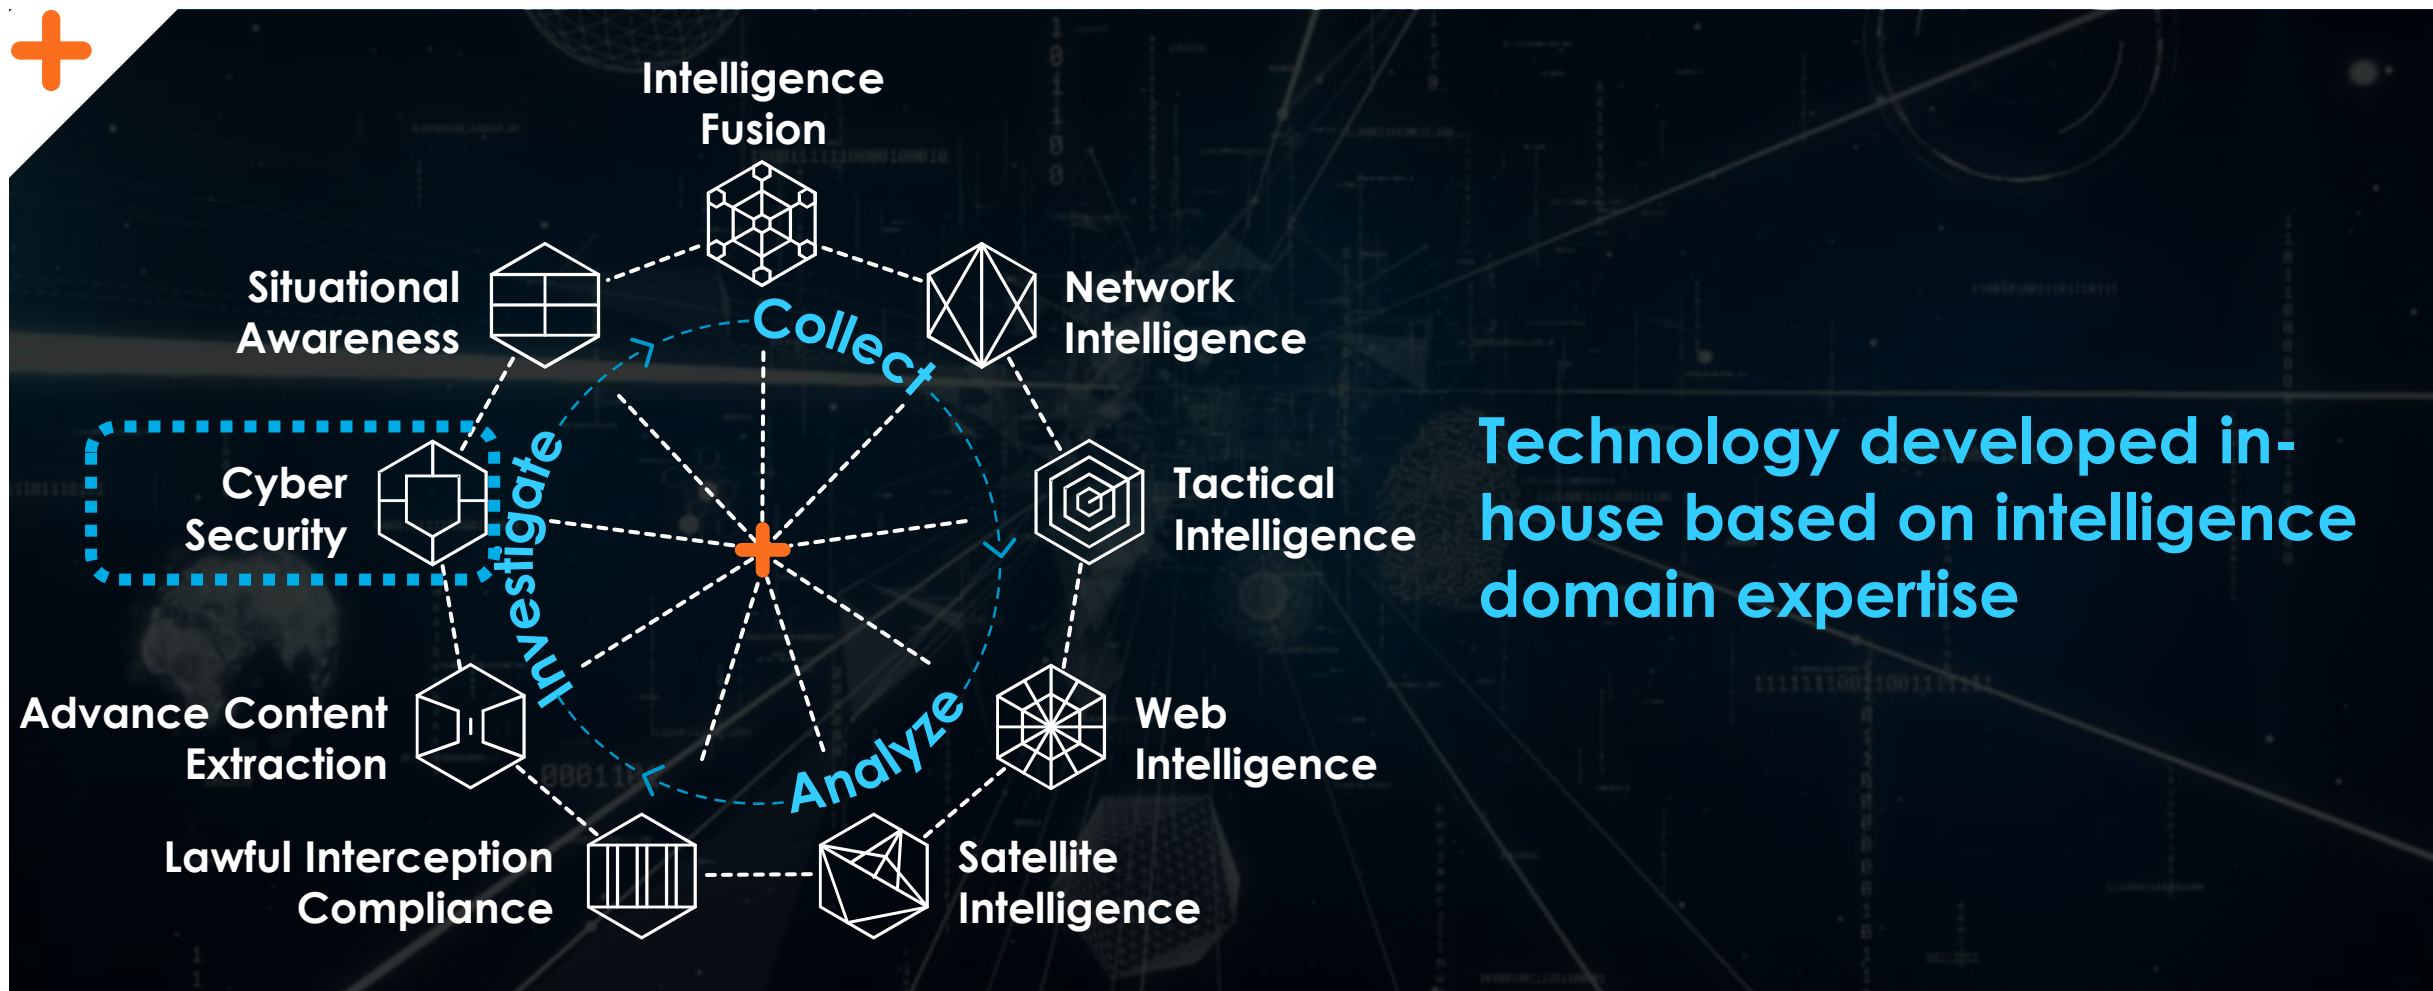 Intelligence
Fusion
Situational
Awareness
Network
Intelligence
Collect
Cyber
Security
Investigate
Tactical
Intelligence
Technology developed in-
house based on intelligence
domain expertise
Advance Content
Extraction
Analyze
Web
Intelligence
Lawful Interception
Compliance
Satellite
Intelligence